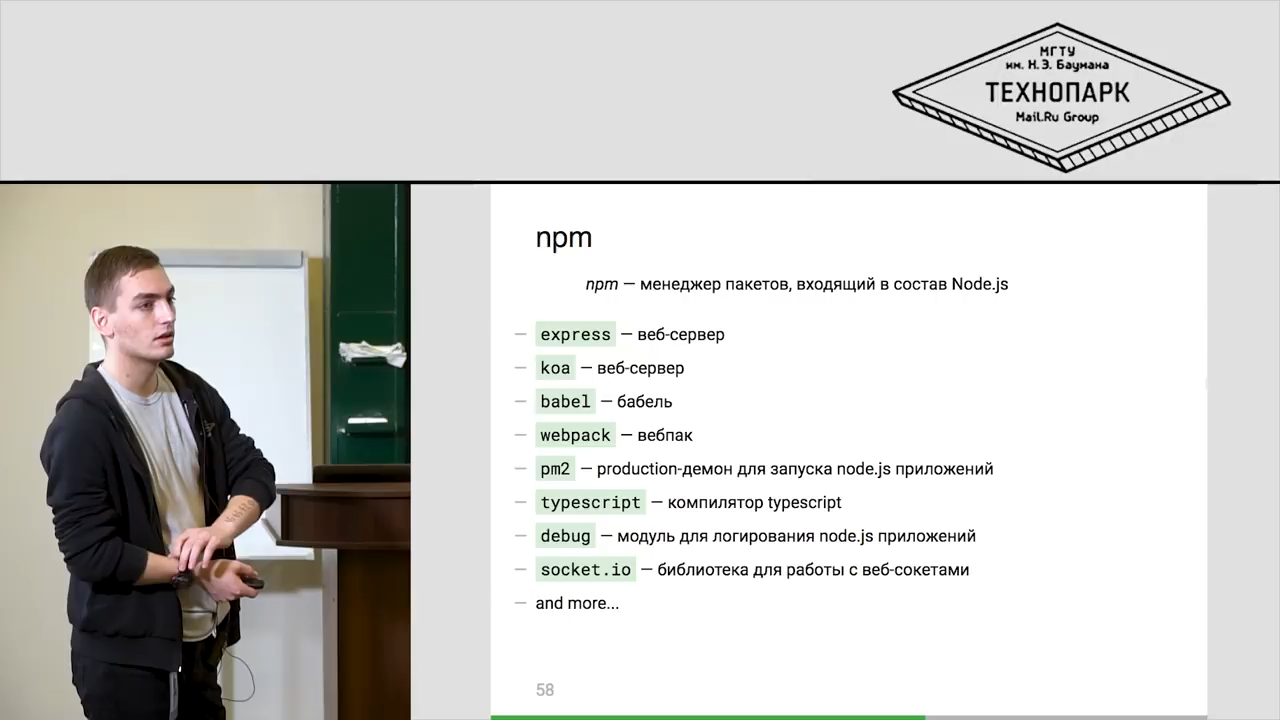 МГТУ
им. Н.Э. Баумана
ТЕХНОПАРК
Mail.Ru Group
npm
npm — менеджер пакетов, входящий в состав Node.js
— express — веб-сервер
— koa — веб-сервер
— babel — бабель
— webpack — вебпак
— pm2 — production-демон для запуска node.js приложений
— typescript — компилятор typescript
— debug — модуль для логирования node.js приложений
— socket.io — библиотека для работы с веб-сокетами
— and more...
58